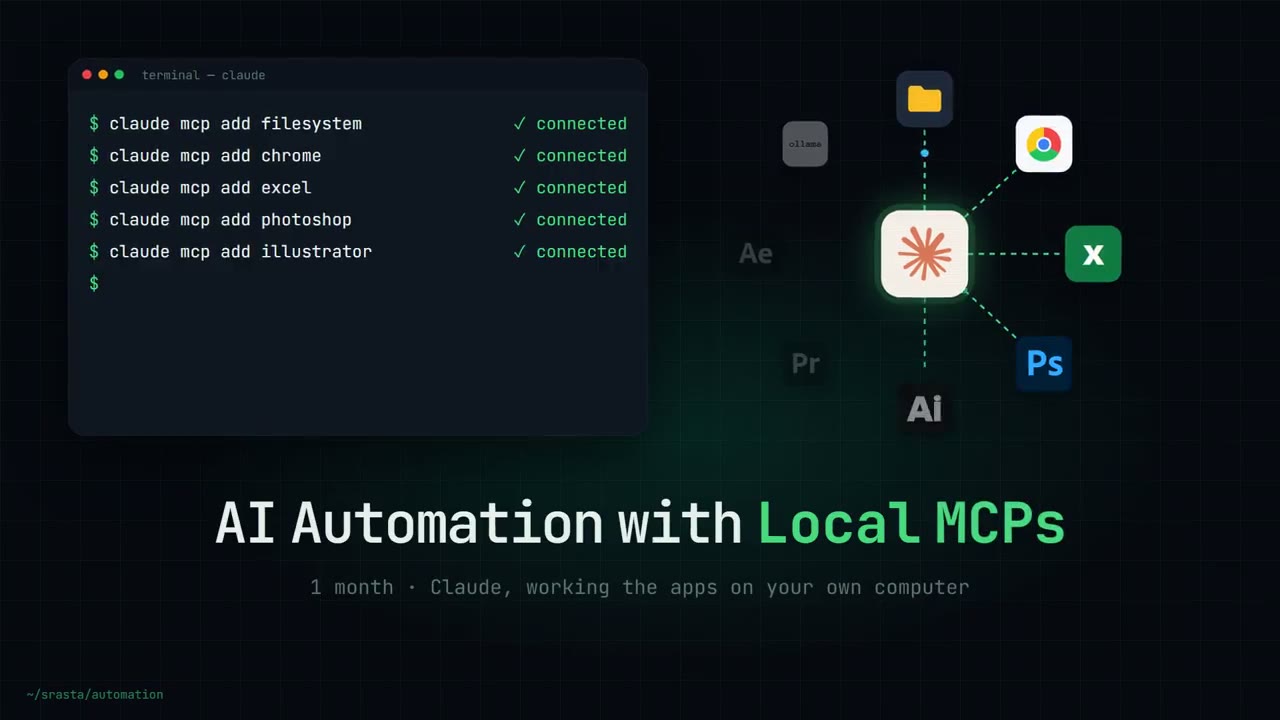 terminal — claude
$ claude mcp add filesystem ✓ connected
$ claude mcp add chrome ✓ connected
$ claude mcp add excel ✓ connected
$ claude mcp add photoshop ✓ connected
$ claude mcp add illustrator ✓ connected
$
ollama
Ae
X
Pr
Ps
Ai
AI Automation with Local MCPs
1 month · Claude, working the apps on your own computer
~/srasta/automation